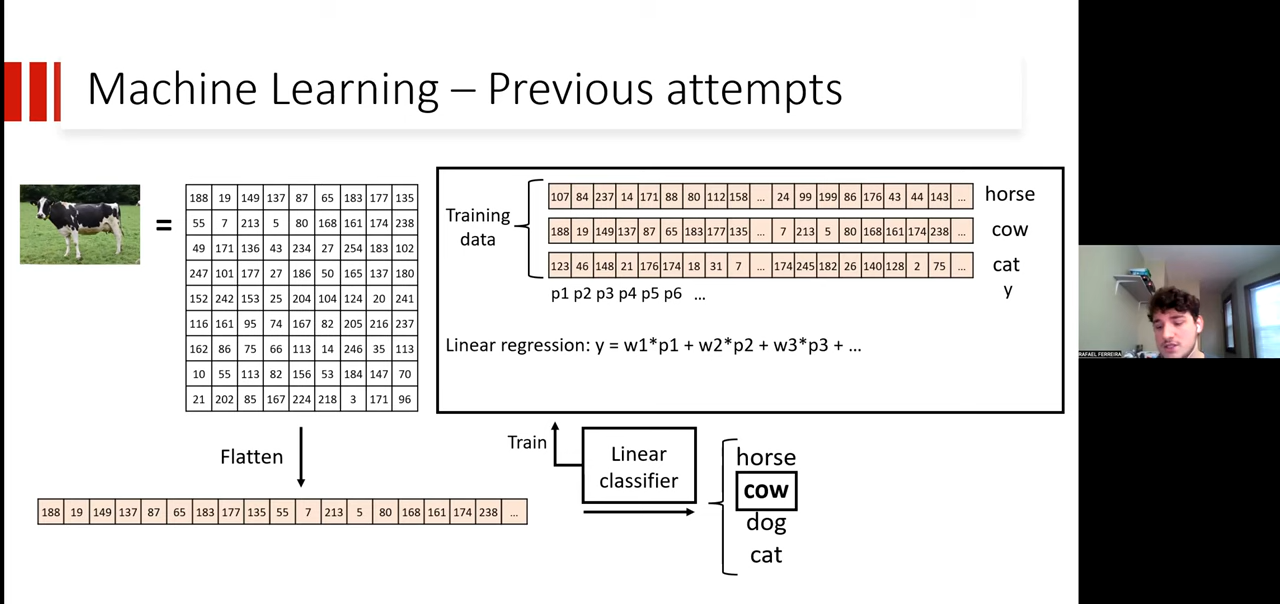 Machine Learning – Previous attempts
188 19 149 137 87 65 183 177 135
55 7 213 5 80 168 161 174 238
49 171 136 43 234 27 254 183 102
247 101 177 27 186 50 165 137 180
152 242 153 25 204 104 124 20 241
116 161 95 74 167 82 205 216 237
162 86 75 66 113 14 246 35 113
10 55 113 82 156 53 184 147 70
21 202 85 167 224 218 3 171 96
=
Flatten
188 19 149 137 87 65 183 177 135 55 7 213 5 80 168 161 174 238 ...
Training
data
107 84 237 14 171 88 80 112 158 ... 24 99 199 86 176 43 44 143 ... horse
188 19 149 137 87 65 183 177 135 ... 7 213 5 80 168 161 174 238 ... cow
123 46 148 21 176 174 18 31 7 ... 174 245 182 26 140 128 2 75 ... cat
p1 p2 p3 p4 p5 p6 ... y
Linear regression: y = w1*p1 + w2*p2 + w3*p3 + ...
Train
Linear
classifier
horse
cow
dog
cat
RAFAEL FERREIRA